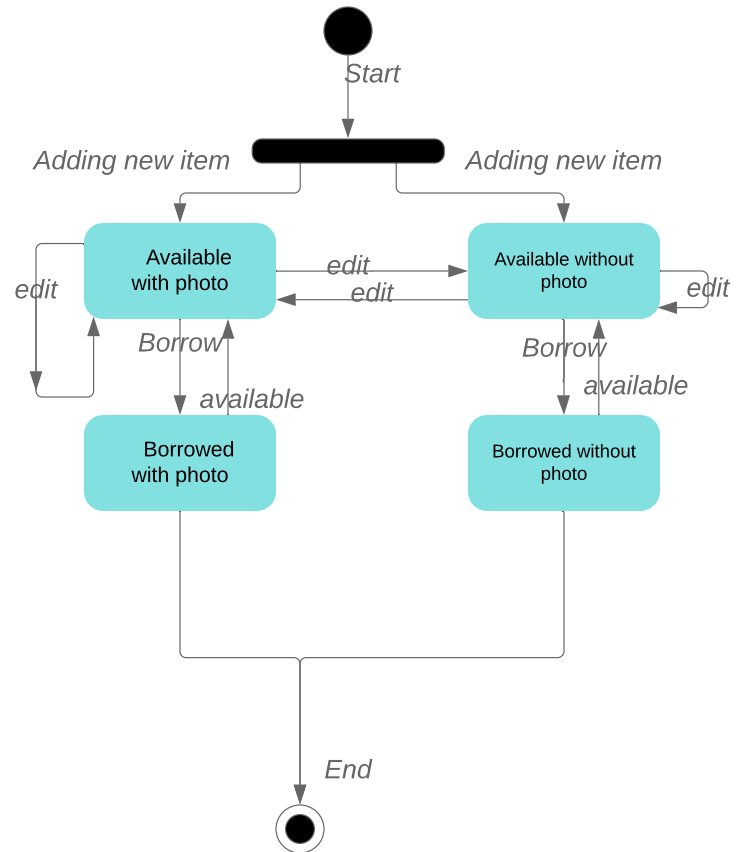 Start
Adding new item
Adding new item
Available
with photo
edit
edit
Available without
photo
edit
edit
Borrow
available
Borrow
available
Borrowed
with photo
Borrowed without
photo
End